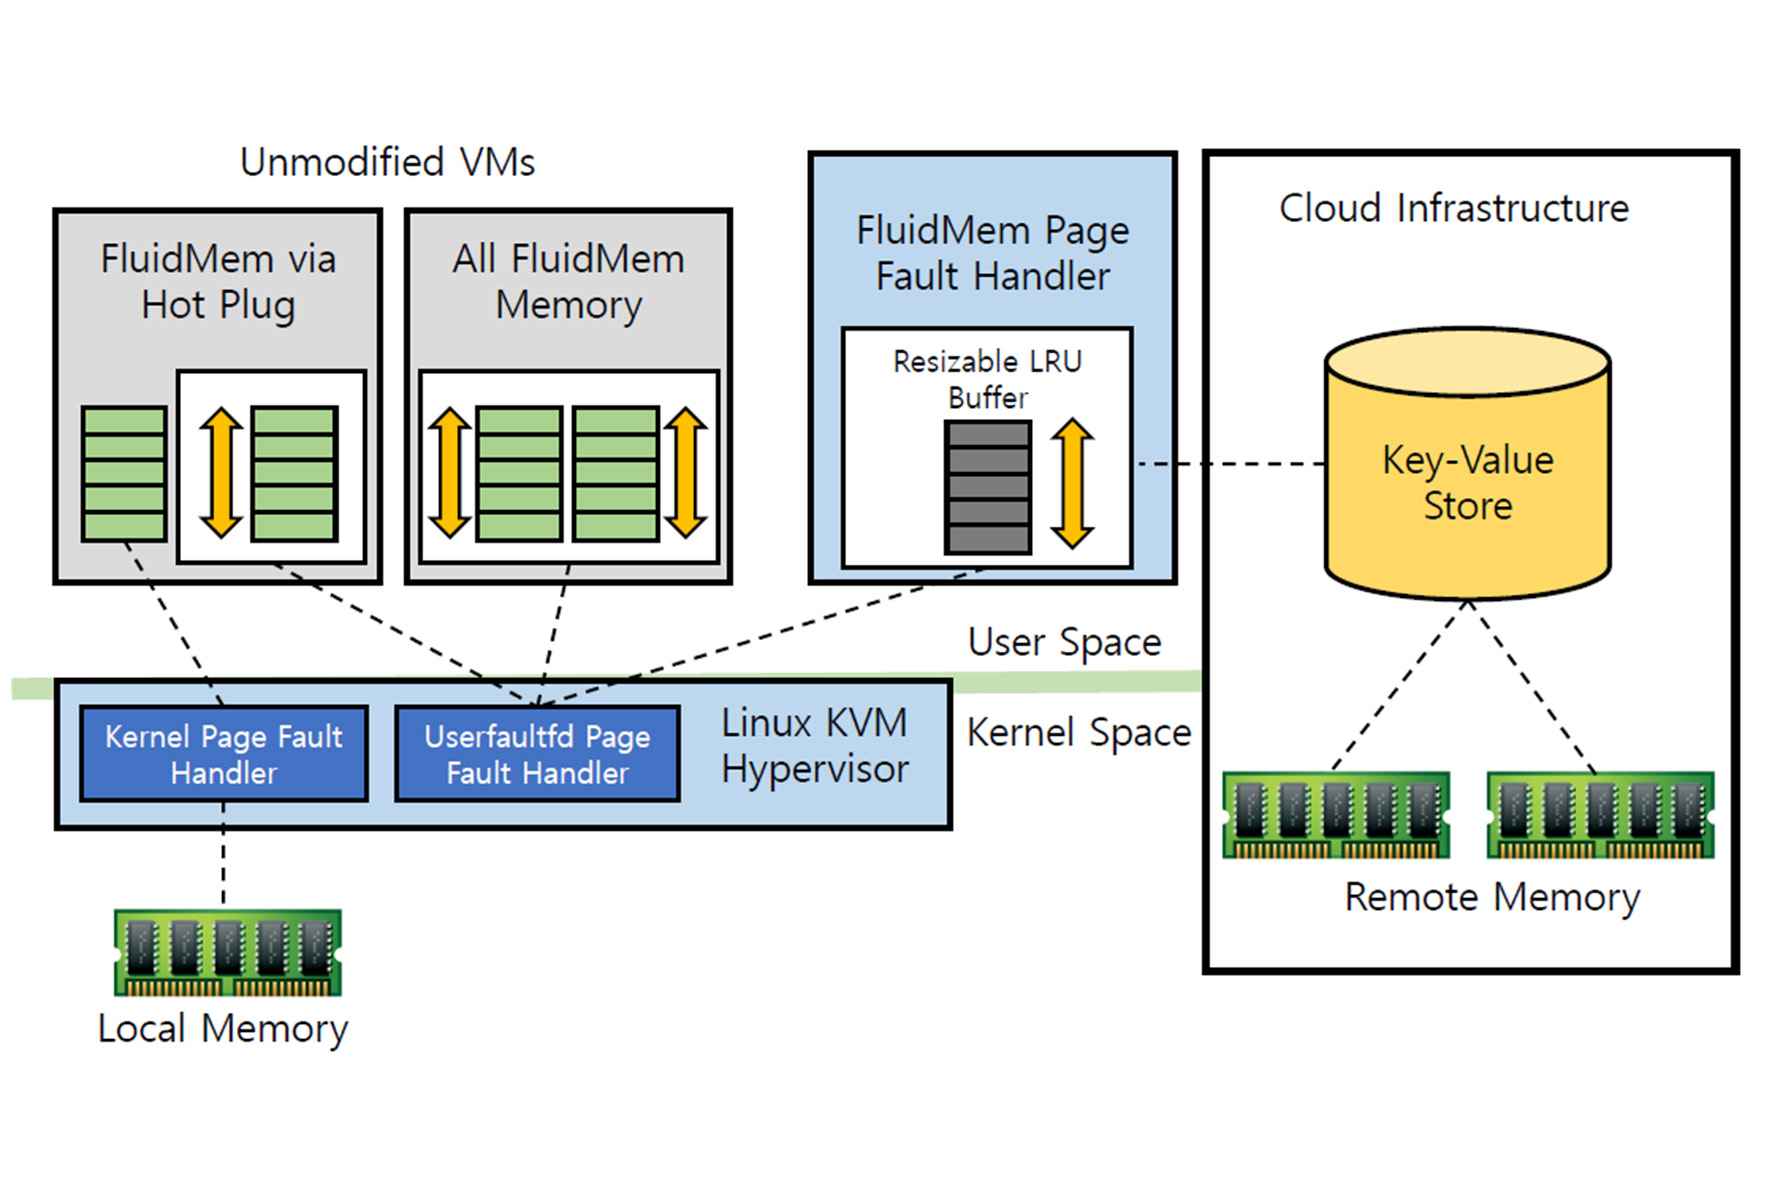 Unmodified VMs
FluidMem via
Hot Plug
All FluidMem
Memory
FluidMem Page
Fault Handler
Resizable LRU
Buffer
Cloud Infrastructure
Key-Value
Store
User Space
Kernel Space
Kernel Page Fault
Handler
Userfaultfd Page
Fault Handler
Linux KVM
Hypervisor
Remote Memory
Local Memory